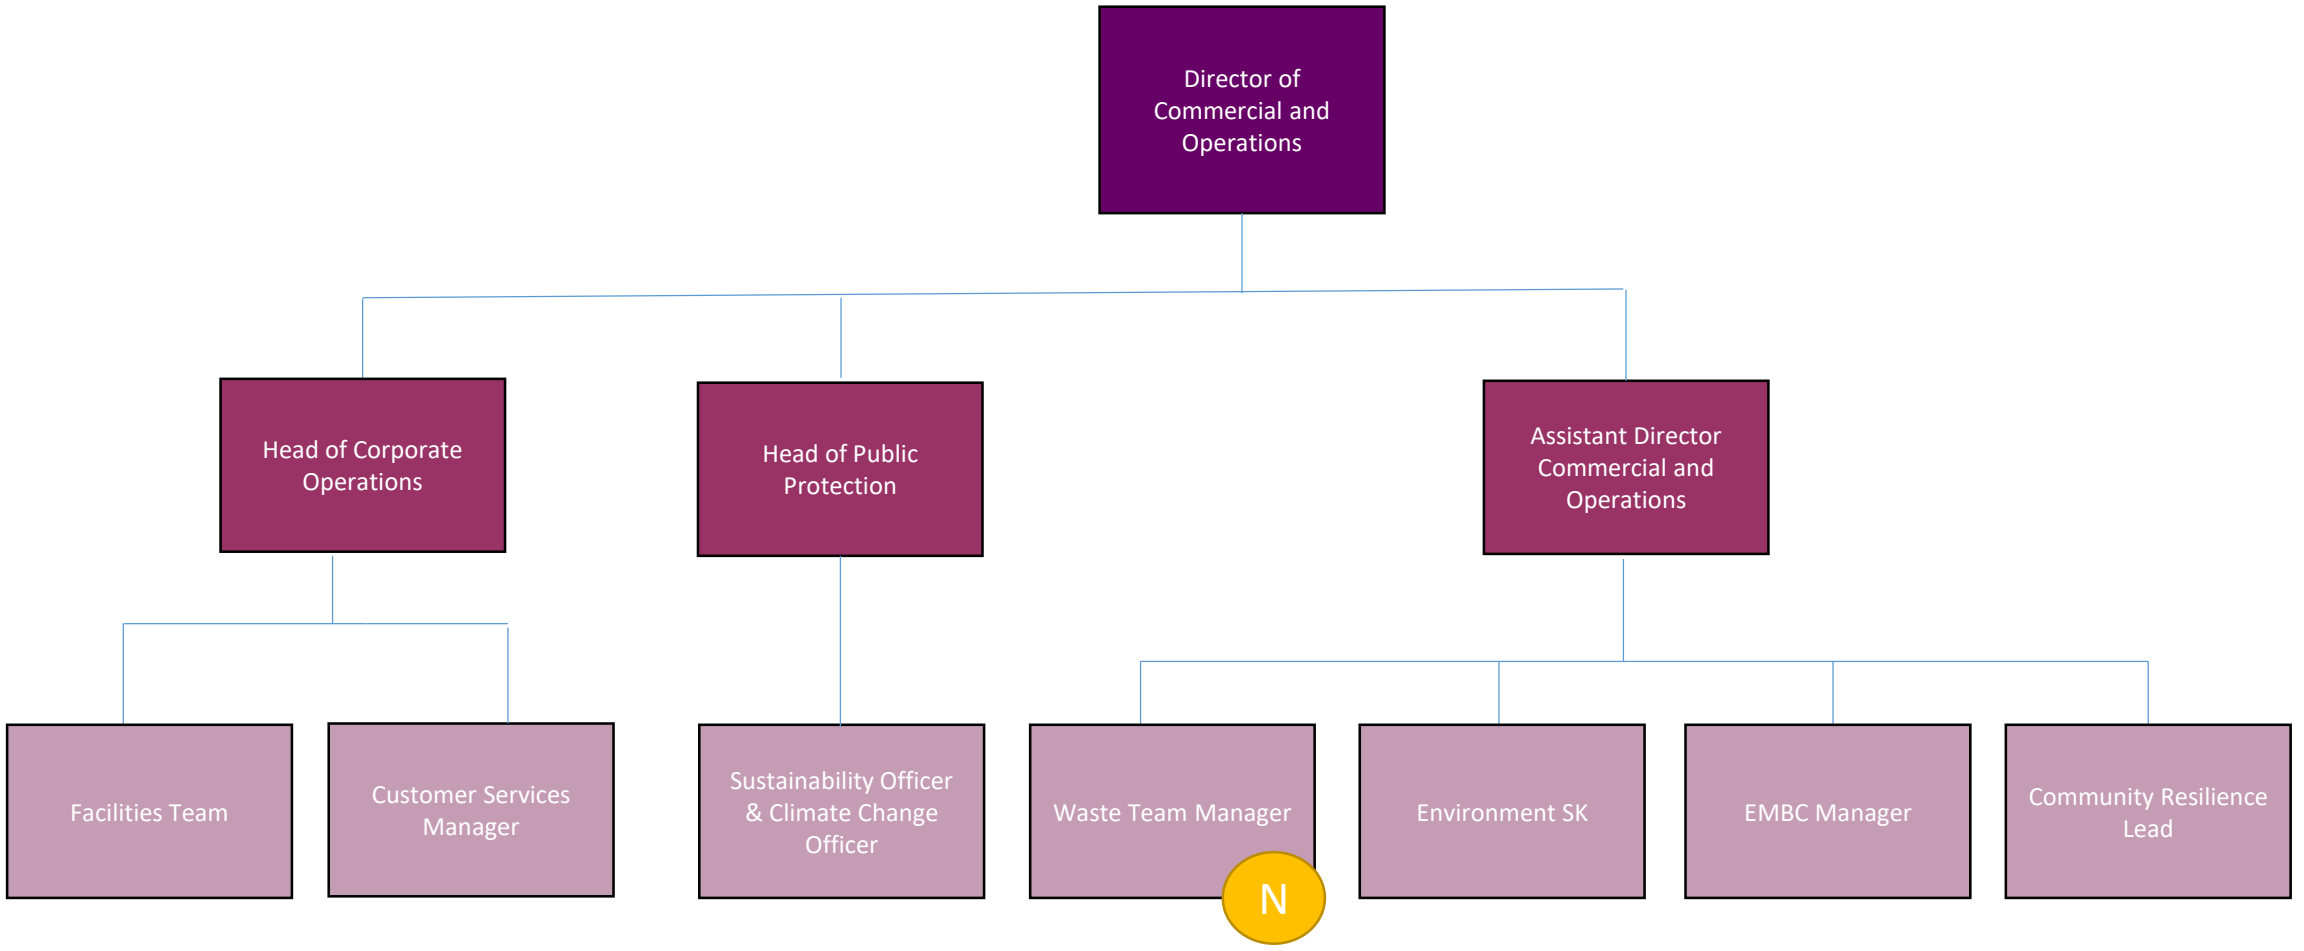 Director of
Commercial and
Operations
Head of Corporate
Operations
Head of Public
Protection
Assistant Director
Commercial and
Operations
Facilities Team
Customer Services
Manager
Sustainability Officer
& Climate Change
Officer
Waste Team Manager
N
Environment SK
EMBC Manager
Community Resilience
Lead